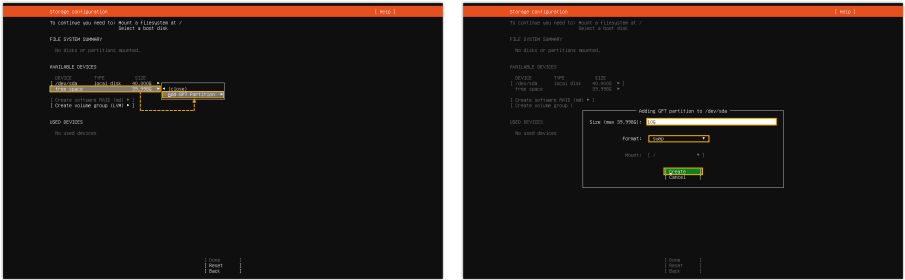 Storage configuration [ Help ]
To continue you need to: Mount a filesystem at /
Select a boot disk
FILE SYSTEM SUMMARY
No disks or partitions mounted.
AVAILABLE DEVICES
DEVICE TYPE SIZE
[ /dev/sda local disk 40.000G ▸ ]
free space 39.998G ▸
◂ (close)
Add GPT Partition ▸
[ Create software RAID (md) ▸ ]
[ Create volume group (LVM) ▸ ]
USED DEVICES
No used devices
[ Done ]
[ Reset ]
[ Back ]
Storage configuration [ Help ]
To continue you need to: Mount a filesystem at /
Select a boot disk
FILE SYSTEM SUMMARY
No disks or partitions mounted.
AVAILABLE DEVICES
DEVICE TYPE SIZE
[ /dev/sda local disk 40.000G ▸ ]
free space 39.998G ▸
[ Create software RAID (md) ▸ ]
[ Create volume group (
USED DEVICES
No used devices
Adding GPT partition to /dev/sda
Size (max 39.998G): 10G
Format: [ swap ▾ ]
Mount: [ / ▾ ]
[ Create ]
[ Cancel ]
[ Done ]
[ Reset ]
[ Back ]